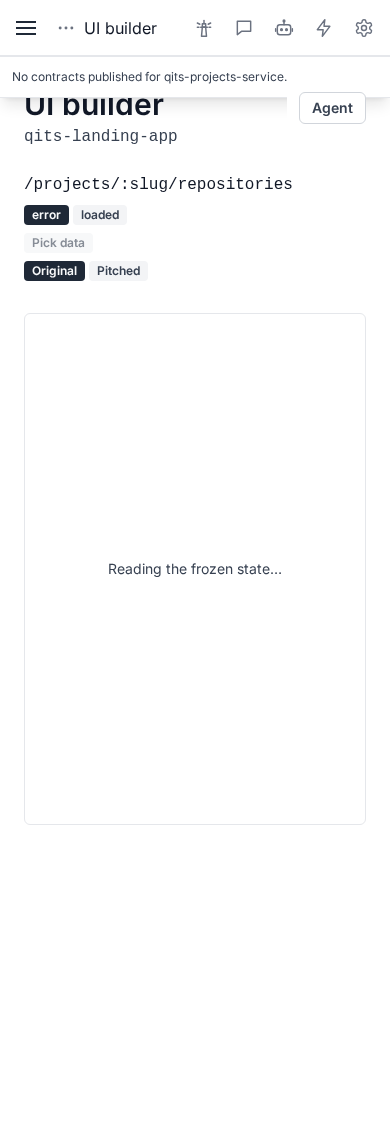 UI builder
No contracts published for qits-projects-service.
UI builder
Agent
qits-landing-app
/projects/:slug/repositories
error loaded
Pick data
Original Pitched
Reading the frozen state...